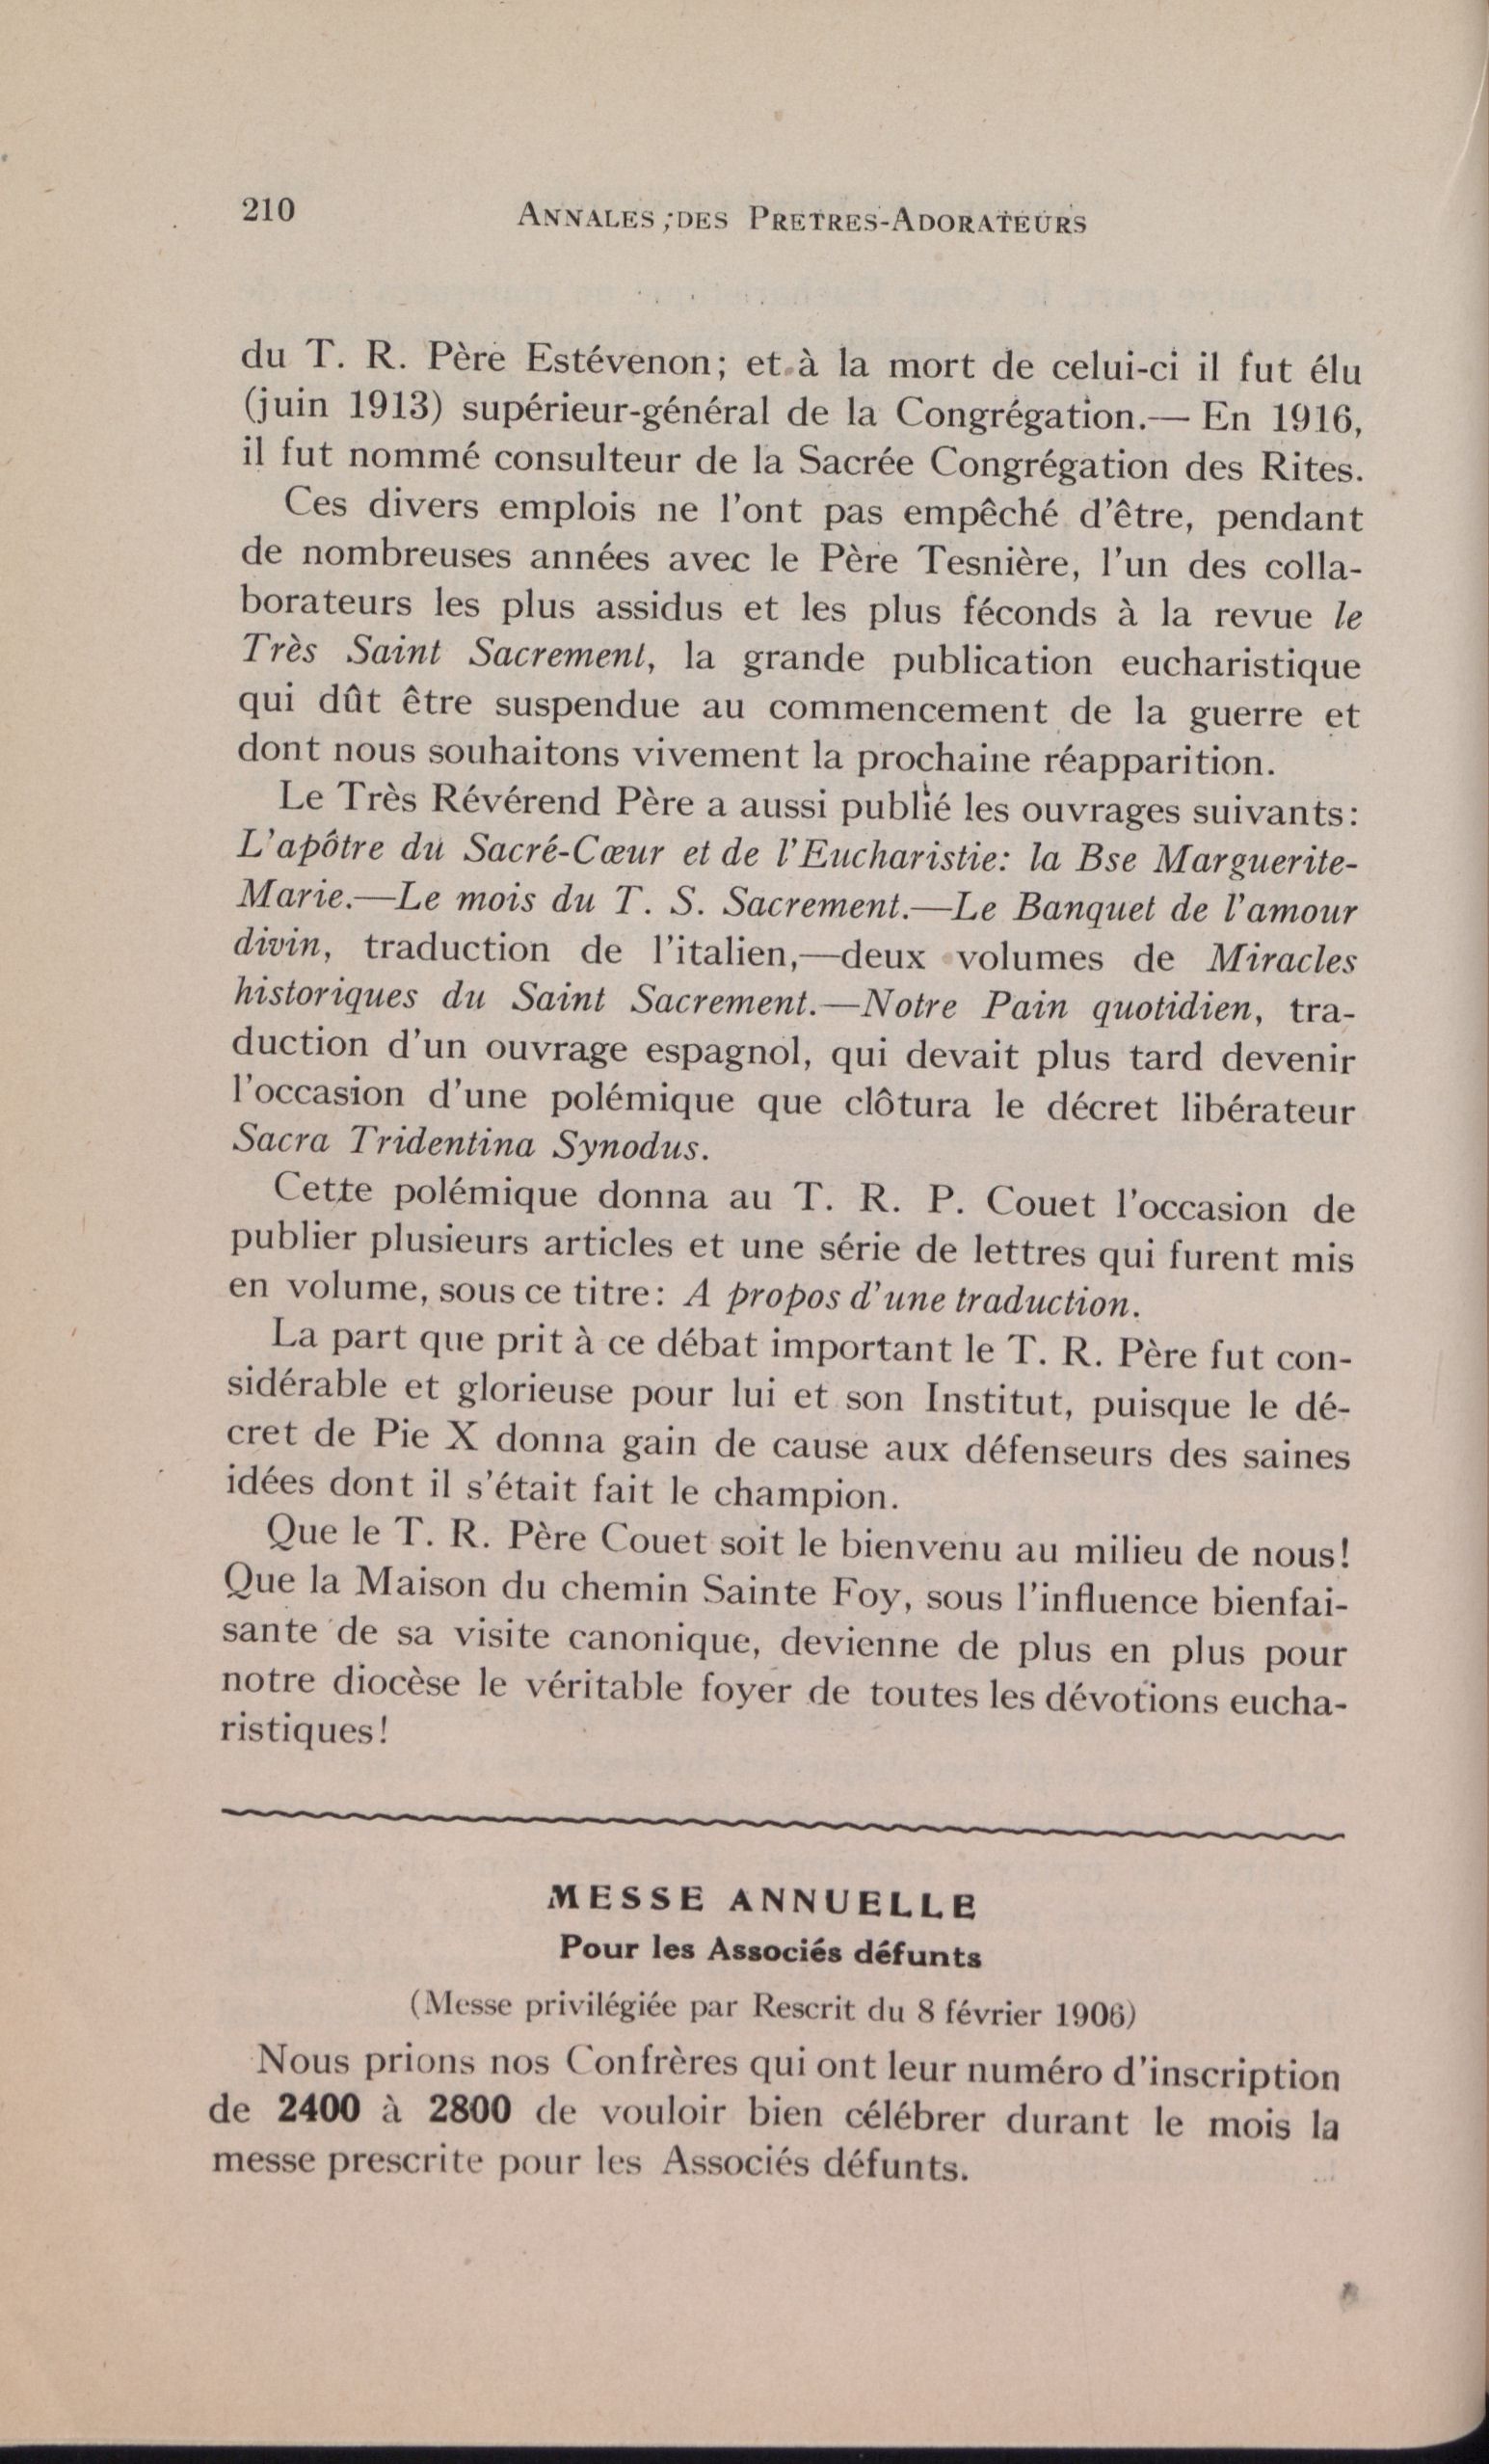 210
ANNALES ;DES PRETRES-ADORATEURS
du T. R. Père Estévenon; et à la mort de celui-ci il fut élu
(juin 1913) supérieur-général de la Congrégation.— En 1916,
il fut nommé consulteur de la Sacrée Congrégation des Rites.
Ces divers emplois ne l'ont pas empêché d'être, pendant
de nombreuses années avec le Père Tesnière, l'un des colla-
borateurs les plus assidus et les plus féconds à la revue le
Très Saint Sacrement, la grande publication eucharistique
qui dût être suspendue au commencement de la guerre et
dont nous souhaitons vivement la prochaine réapparition.
Le Très Révérend Père a aussi publié les ouvrages suivants:
L'apôtre du Sacré-Cœur et de l'Eucharistie: la Bse Marguerite-
Marie.—Le mois du T. S. Sacrement.—Le Banquet de l'amour
divin, traduction de l'italien,—deux volumes de Miracles
historiques du Saint Sacrement.—Notre Pain quotidien, tra-
duction d'un ouvrage espagnol, qui devait plus tard devenir
l'occasion d'une polémique que clôtura le décret libérateur
Sacra Tridentina Synodus.
Cette polémique donna au T. R. P. Couet l'occasion de
publier plusieurs articles et une série de lettres qui furent mis
en volume, sous ce titre: A propos d'une traduction.
La part que prit à ce débat important le T. R. Père fut con-
sidérable et glorieuse pour lui et son Institut, puisque le dé-
cret de Pie X donna gain de cause aux défenseurs des saines
idées dont il s'était fait le champion.
Que le T. R. Père Couet soit le bienvenu au milieu de nous!
Que la Maison du chemin Sainte Foy, sous l'influence bienfai-
sante de sa visite canonique, devienne de plus en plus pour
notre diocèse le véritable foyer de toutes les dévotions eucha-
ristiques!
MESSE ANNUELLE
Pour les Associés défunts
(Messe privilégiée par Rescrit du 8 février 1906)
Nous prions nos Confrères qui ont leur numéro d'inscription
de 2400 à 2800 de vouloir bien célébrer durant le mois la
messe prescrite pour les Associés défunts.